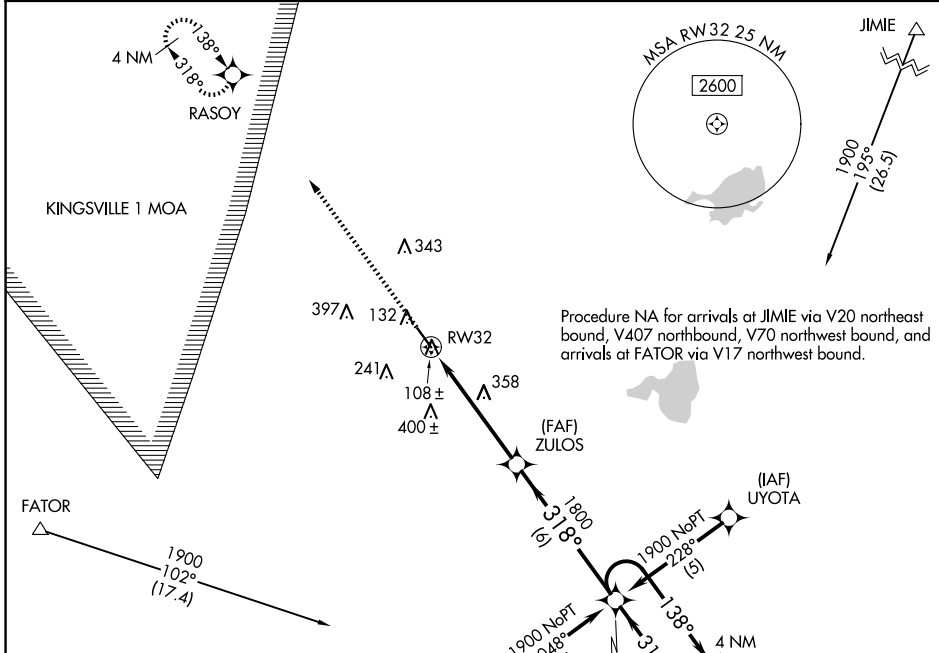 MSA RW32 25 NM
2600
JIMIE
1900
195°
(26.5)
138°
4 NM
318°
RASOY
KINGSVILLE 1 MOA
343
397
132
RW32
241
108 ±
358
400 ±
Procedure NA for arrivals at JIMIE via V20 northeast
bound, V407 northbound, V70 northwest bound, and
arrivals at FATOR via V17 northwest bound.
(FAF)
ZULOS
(IAF)
UYOTA
FATOR
1900
102°
(17.4)
1800
318°
(6)
1900 NoPT
228°
(5)
138°
4 NM
1900 NoPT